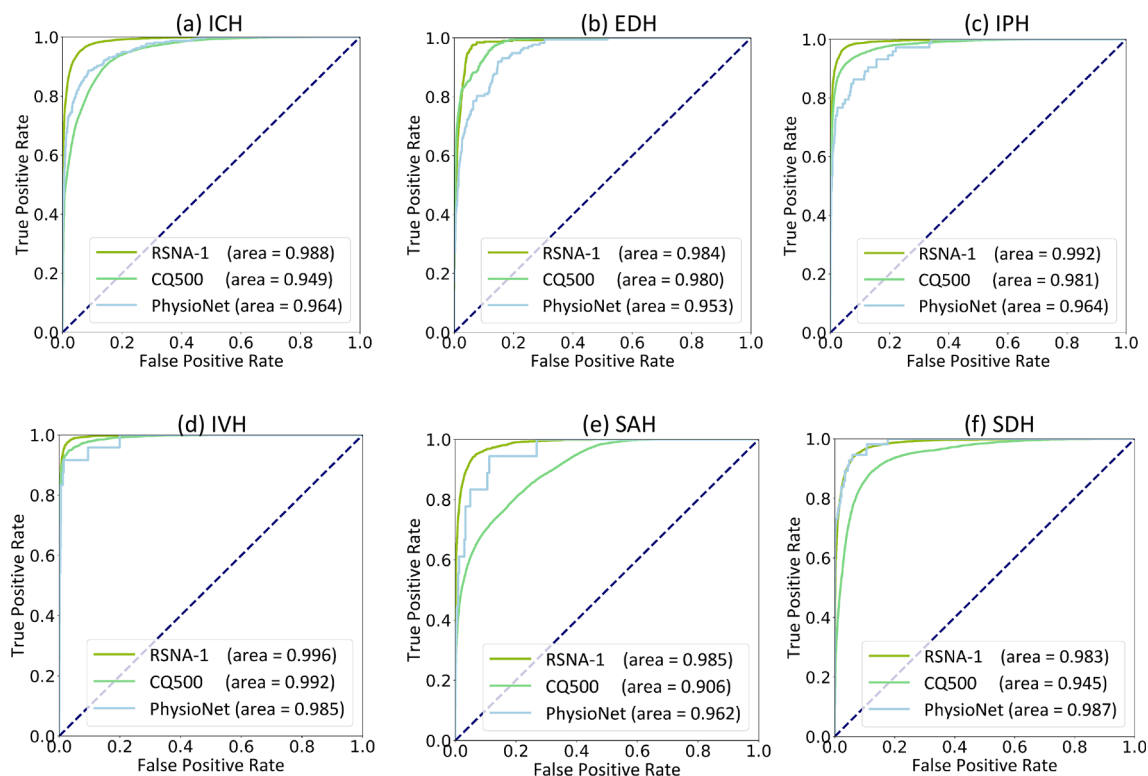 (a) ICH
1.0
0.8
0.6
0.4
0.2
0.0
True Positive Rate
RSNA-1 (area = 0.988)
CQ500 (area = 0.949)
PhysioNet (area = 0.964)
0.0 0.2 0.4 0.6 0.8 1.0
False Positive Rate
(b) EDH
1.0
0.8
0.6
0.4
0.2
0.0
True Positive Rate
RSNA-1 (area = 0.984)
CQ500 (area = 0.980)
PhysioNet (area = 0.953)
0.0 0.2 0.4 0.6 0.8 1.0
False Positive Rate
(c) IPH
1.0
0.8
0.6
0.4
0.2
0.0
True Positive Rate
RSNA-1 (area = 0.992)
CQ500 (area = 0.981)
PhysioNet (area = 0.964)
0.0 0.2 0.4 0.6 0.8 1.0
False Positive Rate
(d) IVH
1.0
0.8
0.6
0.4
0.2
0.0
True Positive Rate
RSNA-1 (area = 0.996)
CQ500 (area = 0.992)
PhysioNet (area = 0.985)
0.0 0.2 0.4 0.6 0.8 1.0
False Positive Rate
(e) SAH
1.0
0.8
0.6
0.4
0.2
0.0
True Positive Rate
RSNA-1 (area = 0.985)
CQ500 (area = 0.906)
PhysioNet (area = 0.962)
0.0 0.2 0.4 0.6 0.8 1.0
False Positive Rate
(f) SDH
1.0
0.8
0.6
0.4
0.2
0.0
True Positive Rate
RSNA-1 (area = 0.983)
CQ500 (area = 0.945)
PhysioNet (area = 0.987)
0.0 0.2 0.4 0.6 0.8 1.0
False Positive Rate